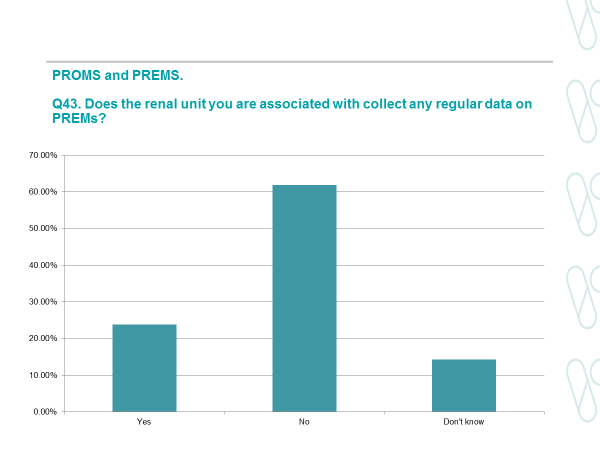 PROMS and PREMS.
Q43. Does the renal unit you are associated with collect any regular data on
PREMs?
70.00%
60.00%
50.00%
40.00%
30.00%
20.00%
10.00%
0.00%
Yes No Don't know